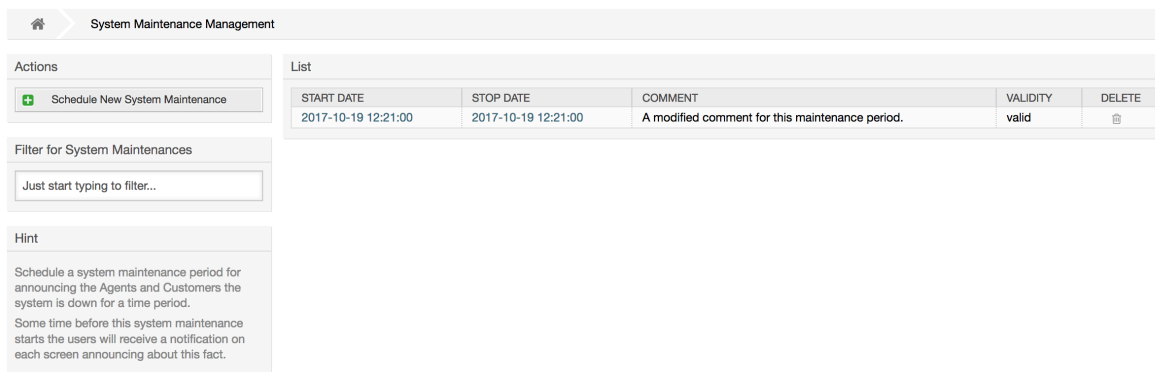 System Maintenance Management
Actions
Schedule New System Maintenance
Filter for System Maintenances
Just start typing to filter...
Hint
Schedule a system maintenance period for
announcing the Agents and Customers the
system is down for a time period.
Some time before this system maintenance
starts the users will receive a notification on
each screen announcing about this fact.
List
START DATE STOP DATE COMMENT VALIDITY DELETE
2017-10-19 12:21:00 2017-10-19 12:21:00 A modified comment for this maintenance period. valid